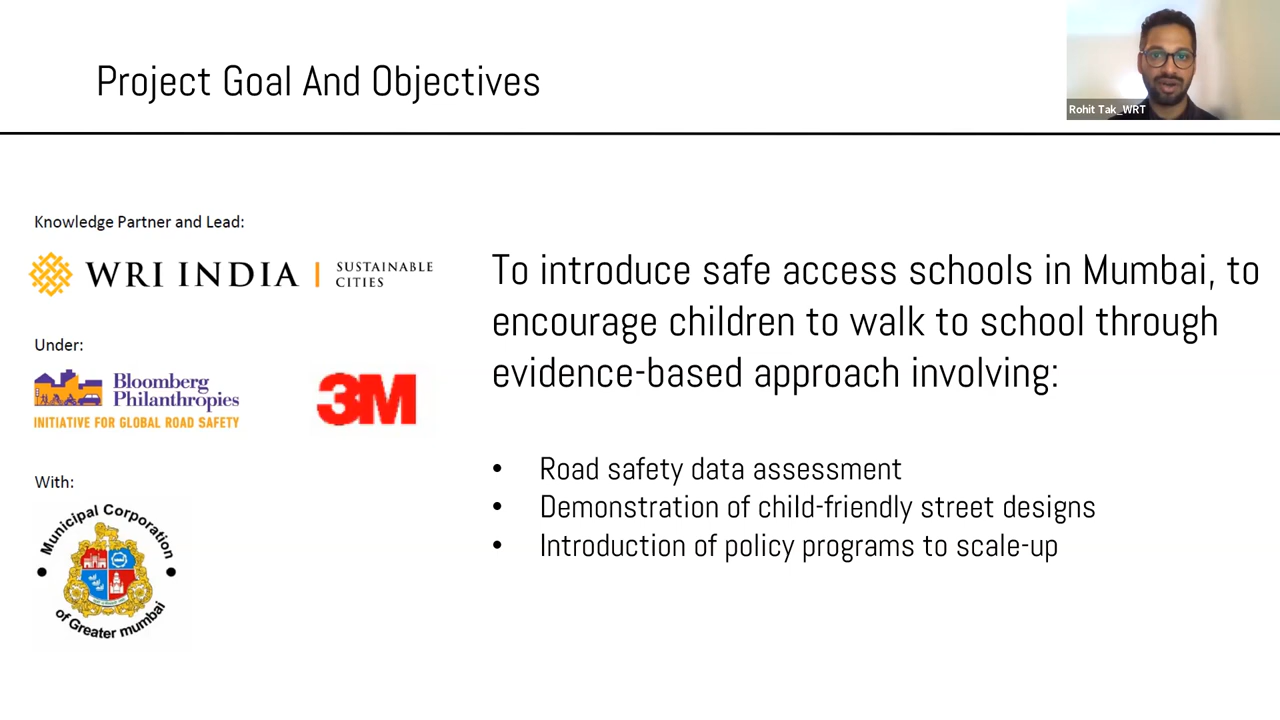 Project Goal And Objectives
Rohit Tak_WRT
Knowledge Partner and Lead:
WRI INDIA | SUSTAINABLE
CITIES
Under:
Bloomberg
Philanthropies
INITIATIVE FOR GLOBAL ROAD SAFETY
3M
With:
Municipal Corporation
of Greater mumbai
To introduce safe access schools in Mumbai, to
encourage children to walk to school through
evidence-based approach involving:
• Road safety data assessment
• Demonstration of child-friendly street designs
• Introduction of policy programs to scale-up